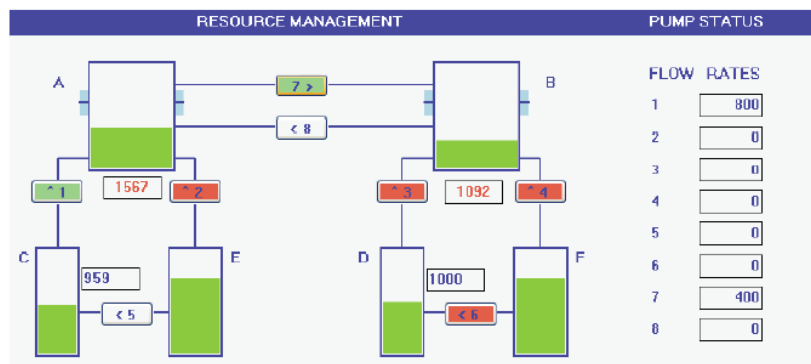 RESOURCE MANAGEMENT PUMP STATUS
A B
7 >
< 8
FLOW RATES
1 800
2 0
3 0
4 0
5 0
6 0
7 400
8 0
^ 1 1567 ^ 2 ^ 3 1092 ^ 4
C E D F
959 1000
< 5 < 6